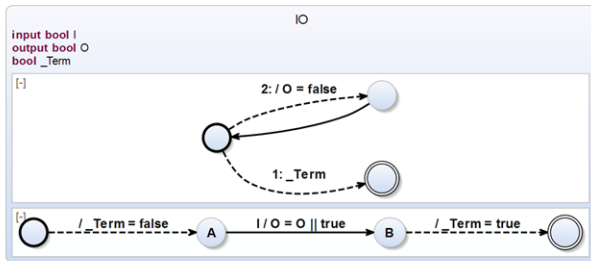 IO
input bool I
output bool O
bool _Term
[-]
2: / O = false
1: _Term
[-]
/ _Term = false
A
I / O = O || true
B
/ _Term = true